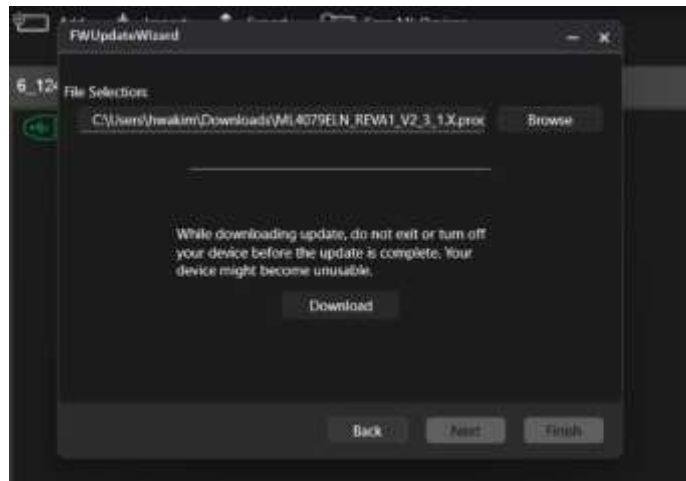 FWUpdateWizard
6_124
File Selection:
C:\Users\hwakim\Downloads\ML4079ELN_REVA1_V2_3_1.X.proc
Browse
While downloading update, do not exit or turn off
your device before the update is complete. Your
device might become unusable.
Download
Back
Next
Finish